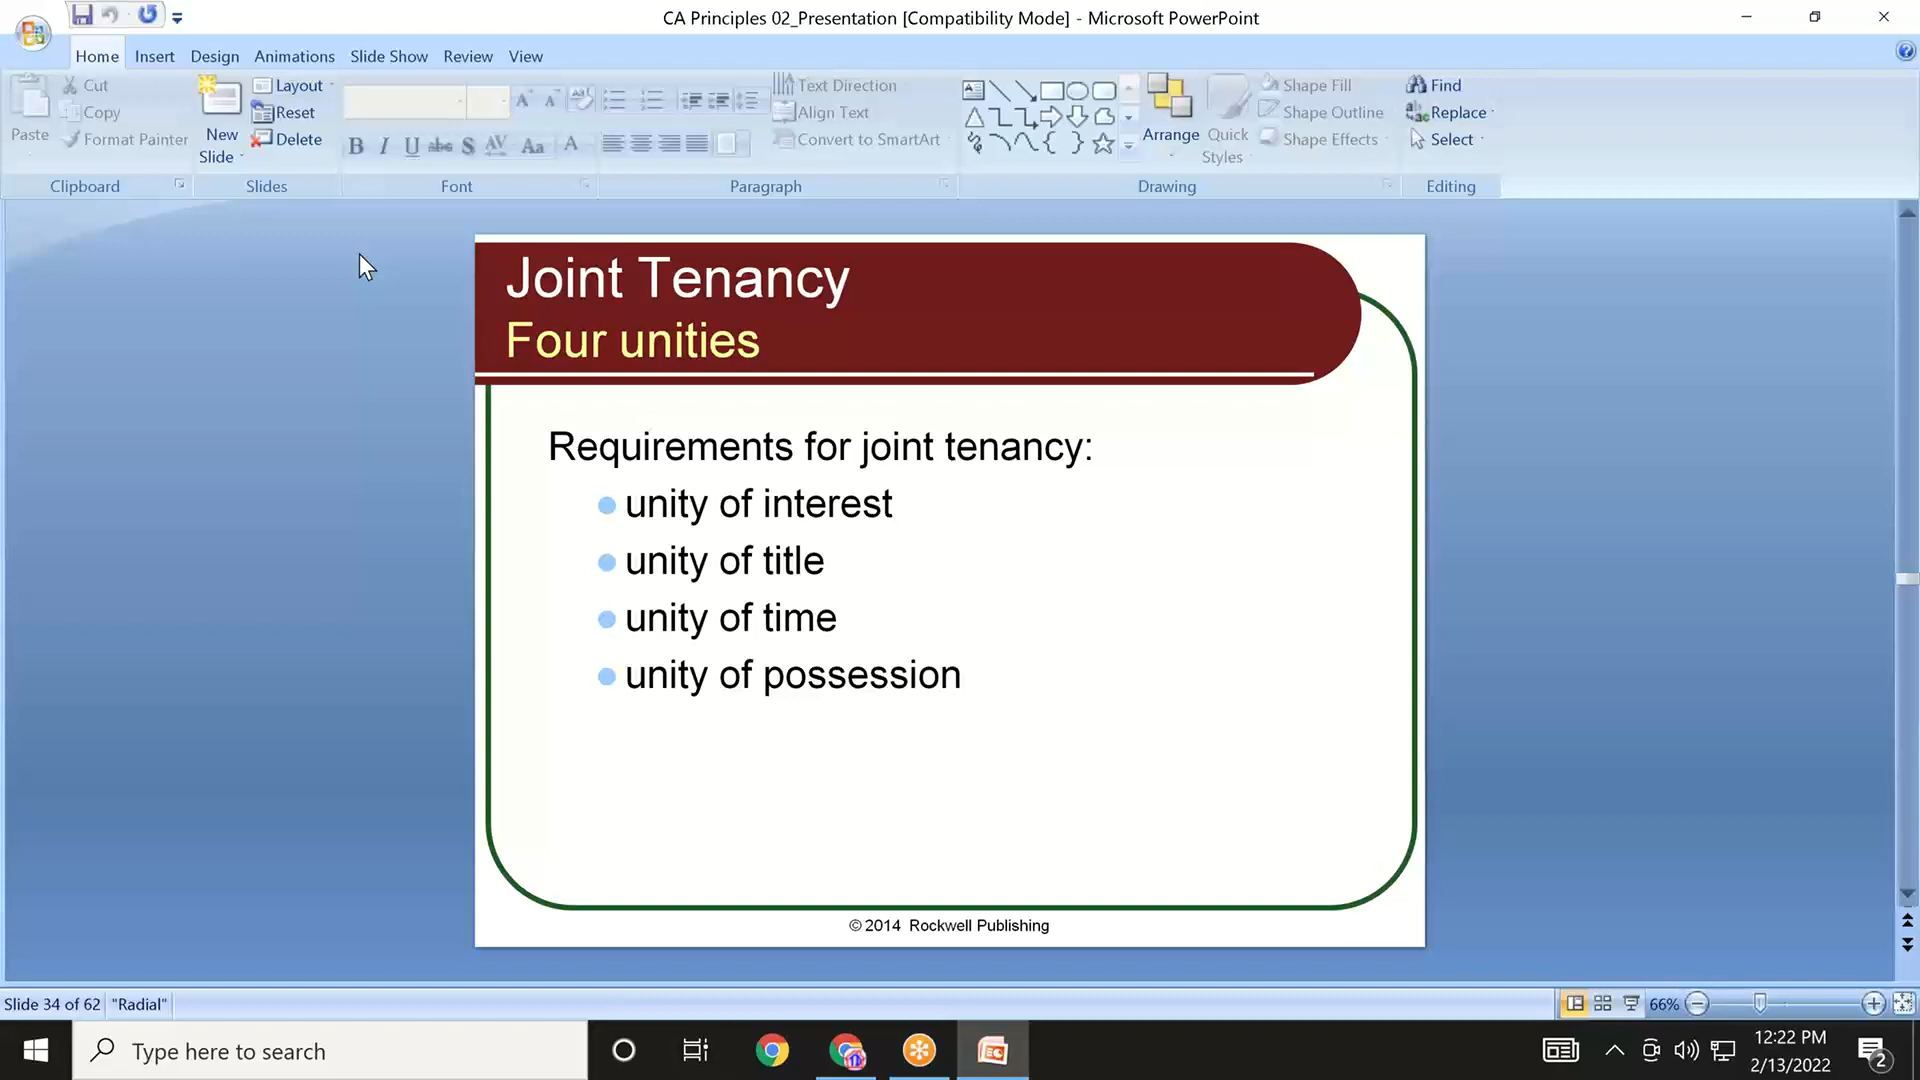 CA Principles 02_Presentation [Compatibility Mode] - Microsoft PowerPoint
Home Insert Design Animations Slide Show Review View
Paste
Cut
Copy
Format Painter
Clipboard
New
Slide
Layout
Reset
Delete
Slides
B I U abc S AV Aa A
Font
Text Direction
Align Text
Convert to SmartArt
Paragraph
Arrange
Quick
Styles
Shape Fill
Shape Outline
Shape Effects
Drawing
Find
Replace
Select
Editing
Joint Tenancy
Four unities
Requirements for joint tenancy:
unity of interest
unity of title
unity of time
unity of possession
© 2014 Rockwell Publishing
Slide 34 of 62 "Radial" 66%
Type here to search
12:22 PM
2/13/2022
2